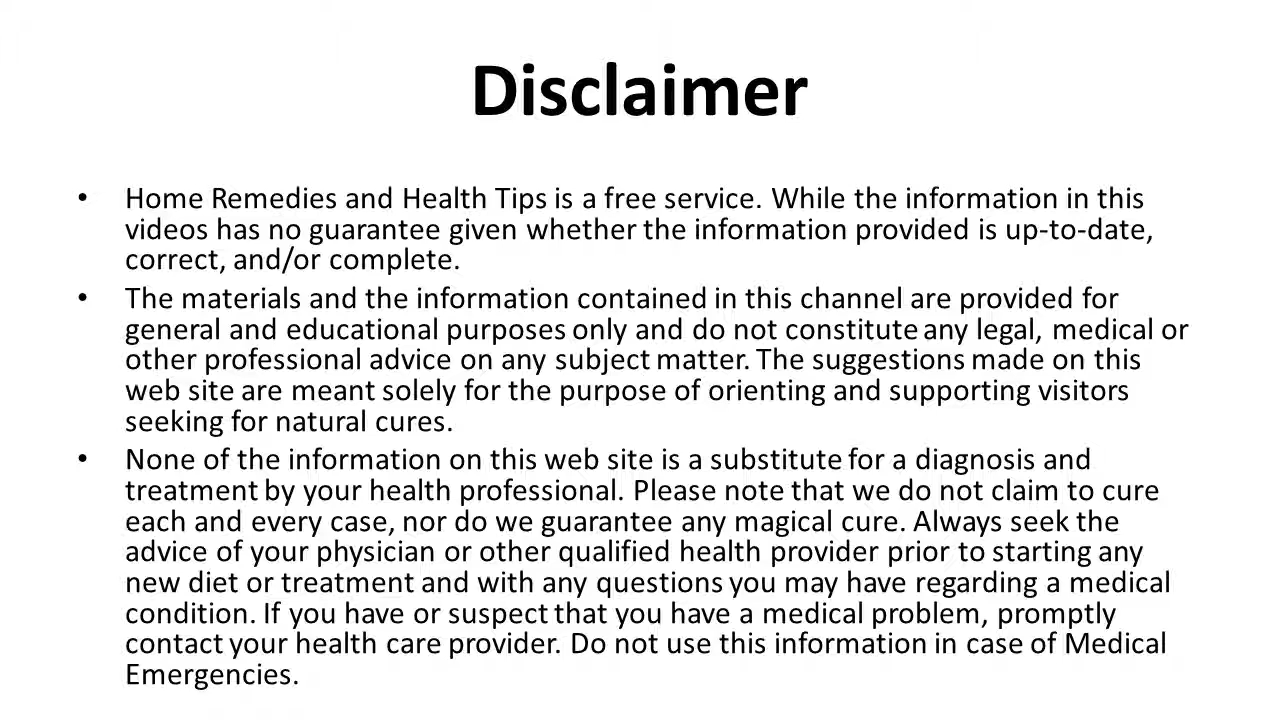 Disclaimer
• Home Remedies and Health Tips is a free service. While the information in this
videos has no guarantee given whether the information provided is up-to-date,
correct, and/or complete.
• The materials and the information contained in this channel are provided for
general and educational purposes only and do not constitute any legal, medical or
other professional advice on any subject matter. The suggestions made on this
web site are meant solely for the purpose of orienting and supporting visitors
seeking for natural cures.
• None of the information on this web site is a substitute for a diagnosis and
treatment by your health professional. Please note that we do not claim to cure
each and every case, nor do we guarantee any magical cure. Always seek the
advice of your physician or other qualified health provider prior to starting any
new diet or treatment and with any questions you may have regarding a medical
condition. If you have or suspect that you have a medical problem, promptly
contact your health care provider. Do not use this information in case of Medical
Emergencies.